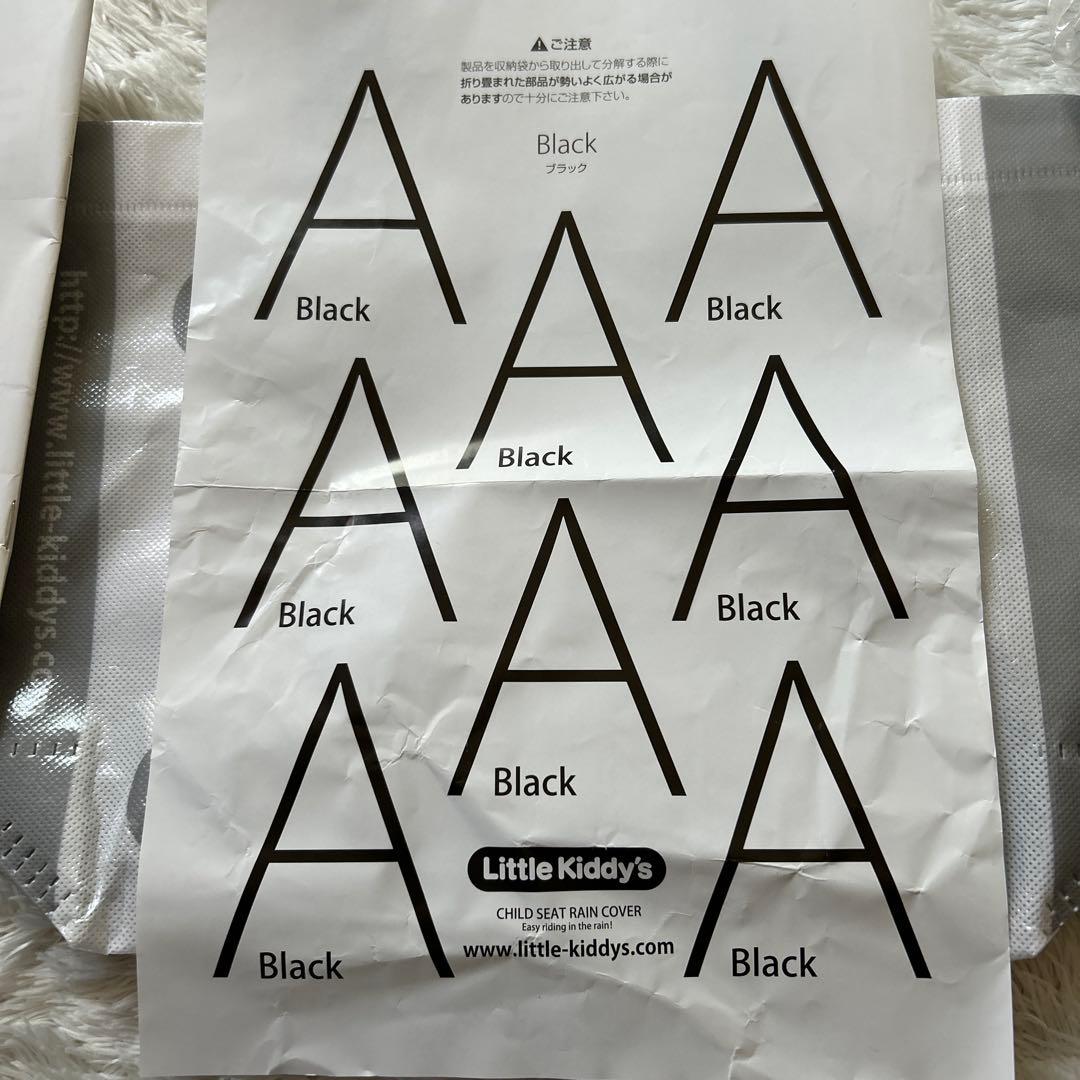 ⚠ご注意
製品を収納袋から取り出して分解する際に
折り畳まれた部品が勢いよく広がる場合が
ありますので十分にご注意下さい。
Black
ブラック
A
Black
A
Black
A
Black
A
Black
A
Black
A
Black
A
Black
A
Black
Little Kiddy's
CHILD SEAT RAIN COVER
Easy riding in the rain!
www.little-kiddys.com
http://www.little-kiddys.co